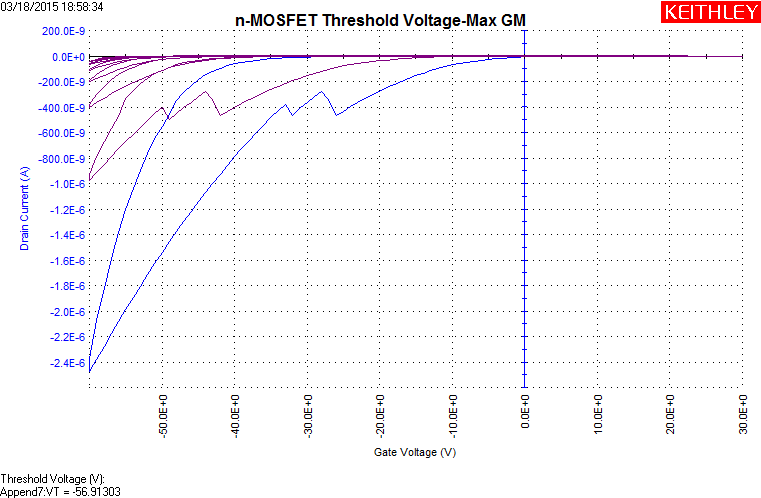 03/18/2015 18:58:34
KEITHLEY
n-MOSFET Threshold Voltage-Max GM
200.0E-9
0.0E+0
-200.0E-9
-400.0E-9
-600.0E-9
-800.0E-9
-1.0E-6
-1.2E-6
-1.4E-6
-1.6E-6
-1.8E-6
-2.0E-6
-2.2E-6
-2.4E-6
Drain Current (A)
-50.0E+0
-40.0E+0
-30.0E+0
-20.0E+0
-10.0E+0
0.0E+0
10.0E+0
20.0E+0
30.0E+0
Gate Voltage (V)
Threshold Voltage (V):
Append7:VT = -56.91303